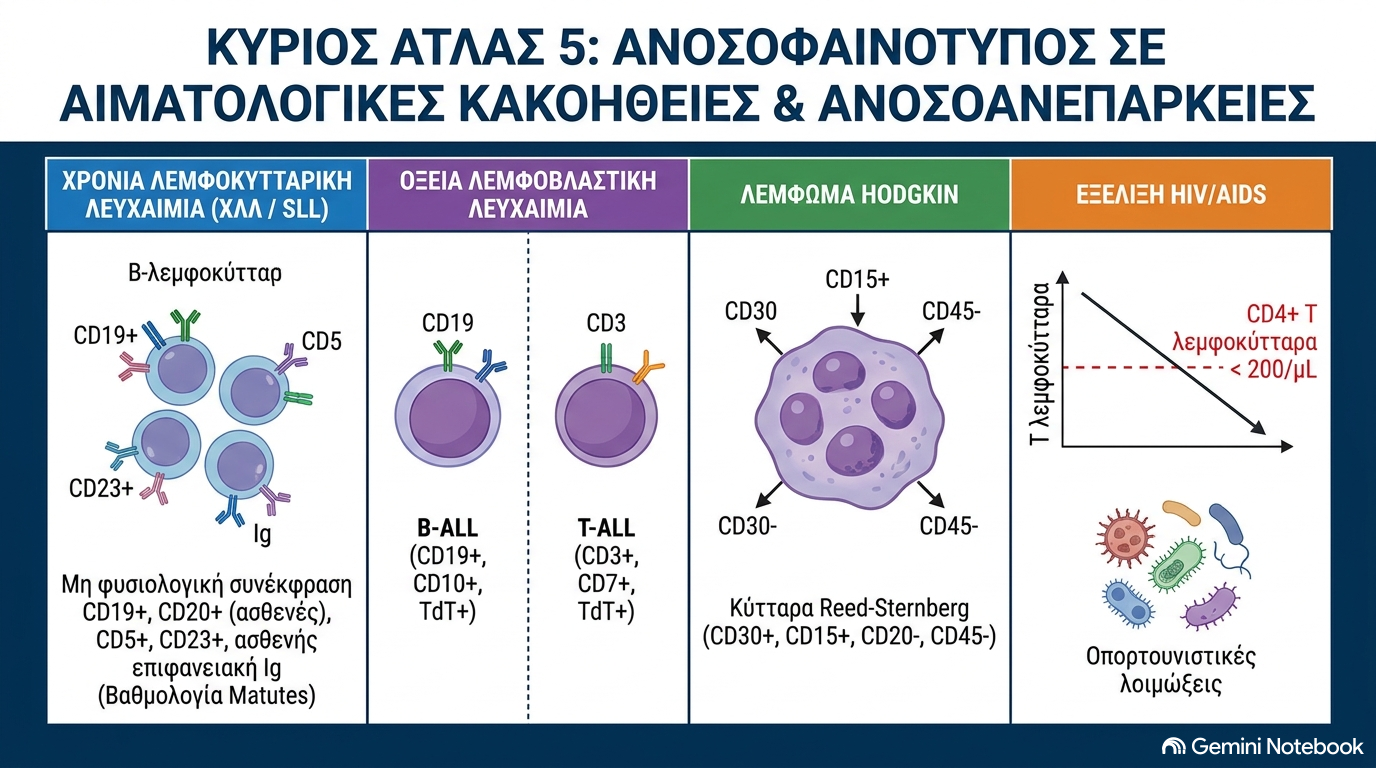 ΚΥΡΙΟΣ ΑΤΛΑΣ 5: ΑΝΟΣΟΦΑΙΝΟΤΥΠΟΣ ΣΕ
ΑΙΜΑΤΟΛΟΓΙΚΕΣ ΚΑΚΟΗΘΕΙΕΣ & ΑΝΟΣΟΑΝΕΠΑΡΚΕΙΕΣ
ΧΡΟΝΙΑ ΛΕΜΦΟΚΥΤΤΑΡΙΚΗ
ΛΕΥΧΑΙΜΙΑ (ΧΛΛ / SLL)
Β-λεμφοκύτταρ
CD19+
CD5
CD23+
Ig
Μη φυσιολογική συνέκφραση
CD19+, CD20+ (ασθενές),
CD5+, CD23+, ασθενής
επιφανειακή Ig
(Βαθμολογία Matutes)
ΟΞΕΙΑ ΛΕΜΦΟΒΛΑΣΤΙΚΗ
ΛΕΥΧΑΙΜΙΑ
CD19
B-ALL
(CD19+,
CD10+,
TdT+)
CD3
T-ALL
(CD3+,
CD7+,
TdT+)
ΛΕΜΦΩΜΑ HODGKIN
CD15+
CD30
CD45-
CD30-
CD45-
Κύτταρα Reed-Sternberg
(CD30+, CD15+, CD20-, CD45-)
ΕΞΕΛΙΞΗ HIV/AIDS
Τ λεμφοκύτταρα
CD4+ T
λεμφοκύτταρα
< 200/μL
Οπορτουνιστικές
λοιμώξεις
Gemini Notebook